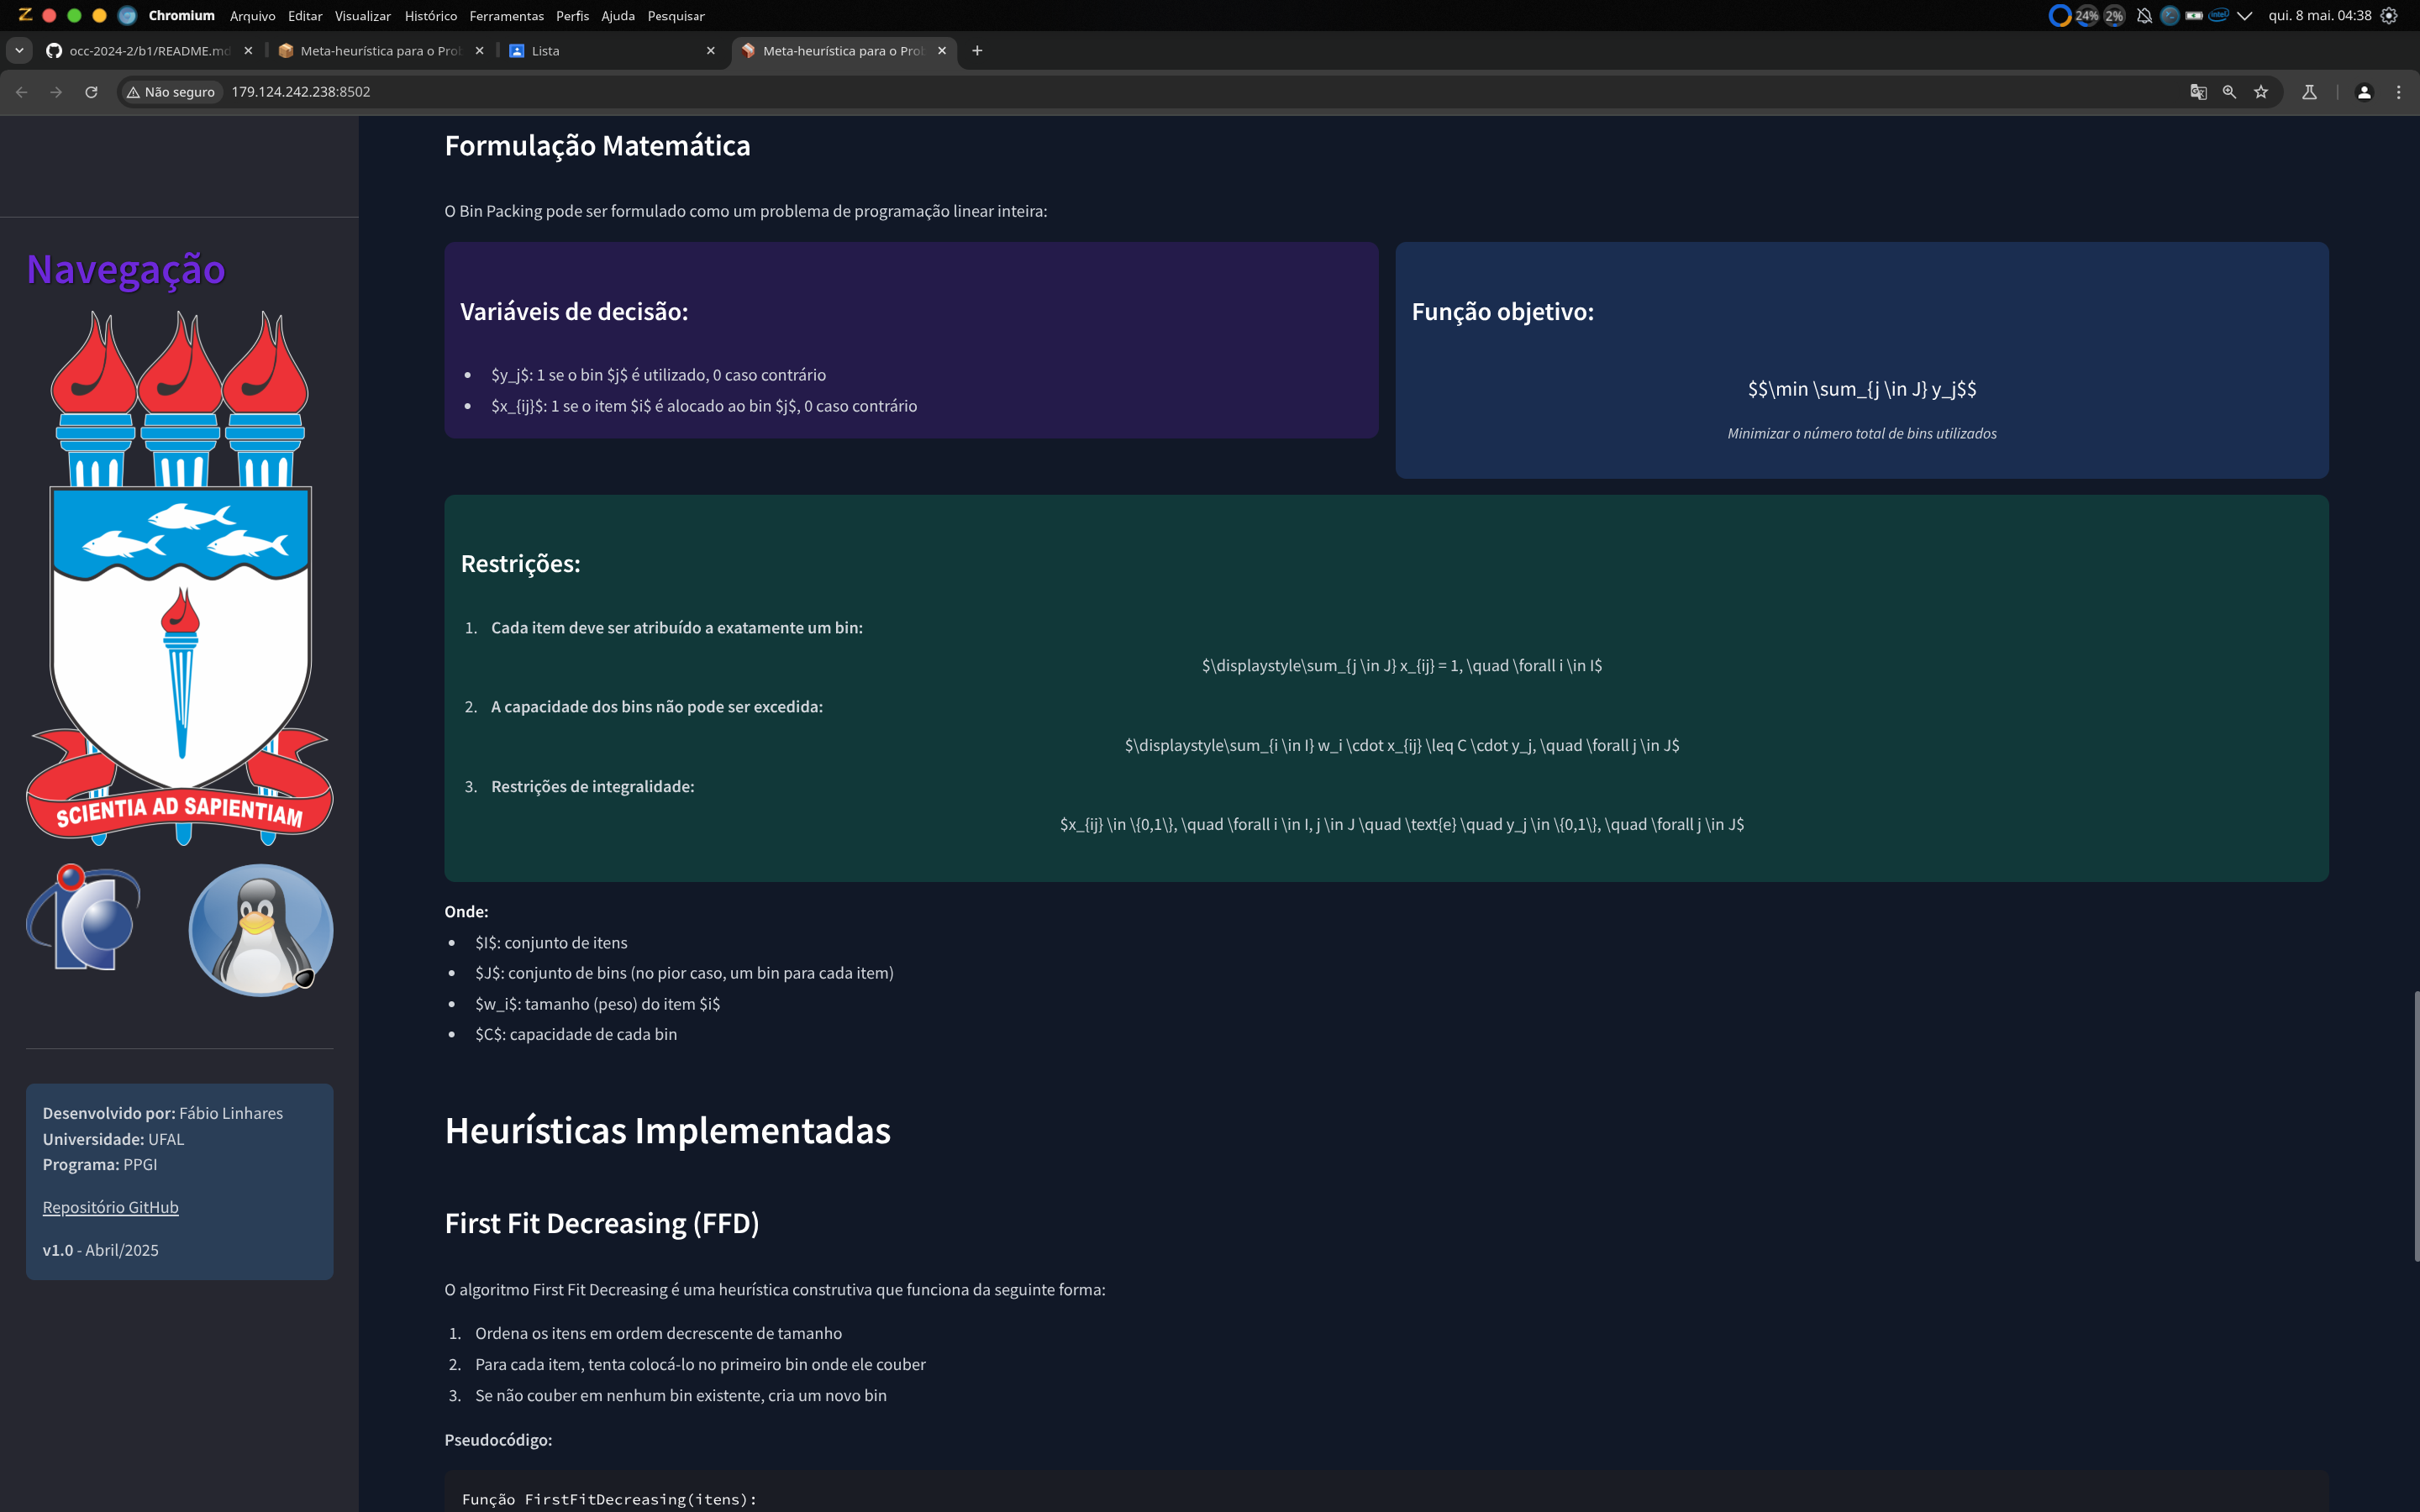 Chromium Arquivo Editar Visualizar Histórico Ferramentas Perfis Ajuda Pesquisar 24% 2% intel qui. 8 mai. 04:38
occ-2024-2/b1/README.md Meta-heurística para o Pro Lista Meta-heurística para o Pro
Não seguro 179.124.242.238:8502
Navegação
SCIENTIA AD SAPIENTIAM
Desenvolvido por: Fábio Linhares
Universidade: UFAL
Programa: PPGI
Repositório GitHub
v1.0 - Abril/2025
Formulação Matemática
O Bin Packing pode ser formulado como um problema de programação linear inteira:
Variáveis de decisão:
• $y_j$: 1 se o bin $j$ é utilizado, 0 caso contrário
• $x_{ij}$: 1 se o item $i$ é alocado ao bin $j$, 0 caso contrário
Função objetivo:
$$\min \sum_{j \in J} y_j$$
Minimizar o número total de bins utilizados
Restrições:
1. Cada item deve ser atribuído a exatamente um bin:
$\displaystyle\sum_{j \in J} x_{ij} = 1, \quad \forall i \in I$
2. A capacidade dos bins não pode ser excedida:
$\displaystyle\sum_{i \in I} w_i \cdot x_{ij} \leq C \cdot y_j, \quad \forall j \in J$
3. Restrições de integralidade:
$x_{ij} \in \{0,1\}, \quad \forall i \in I, j \in J \quad \text{e} \quad y_j \in \{0,1\}, \quad \forall j \in J$
Onde:
• $I$: conjunto de itens
• $J$: conjunto de bins (no pior caso, um bin para cada item)
• $w_i$: tamanho (peso) do item $i$
• $C$: capacidade de cada bin
Heurísticas Implementadas
First Fit Decreasing (FFD)
O algoritmo First Fit Decreasing é uma heurística construtiva que funciona da seguinte forma:
1. Ordena os itens em ordem decrescente de tamanho
2. Para cada item, tenta colocá-lo no primeiro bin onde ele couber
3. Se não couber em nenhum bin existente, cria um novo bin
Pseudocódigo:
Função FirstFitDecreasing(itens):